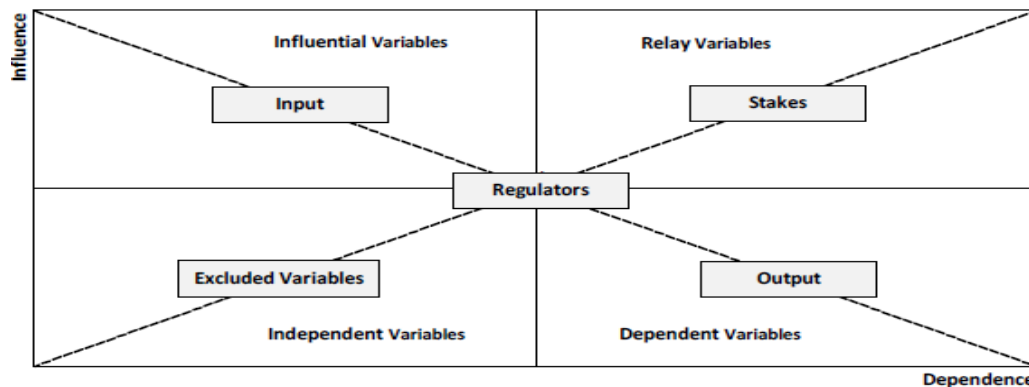 Influence
Influential Variables
Relay Variables
Input
Stakes
Regulators
Excluded Variables
Output
Independent Variables
Dependent Variables
Dependence